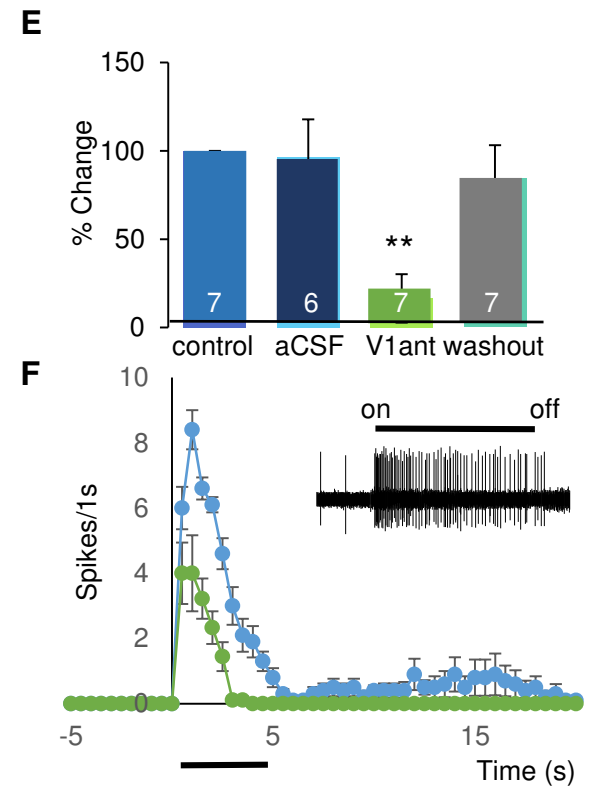 E
150
100
50
0
% Change
**
7
6
7
7
control
aCSF
V1ant
washout
F
10
8
6
4
2
0
Spikes/1s
on
off
-5
5
15
Time (s)